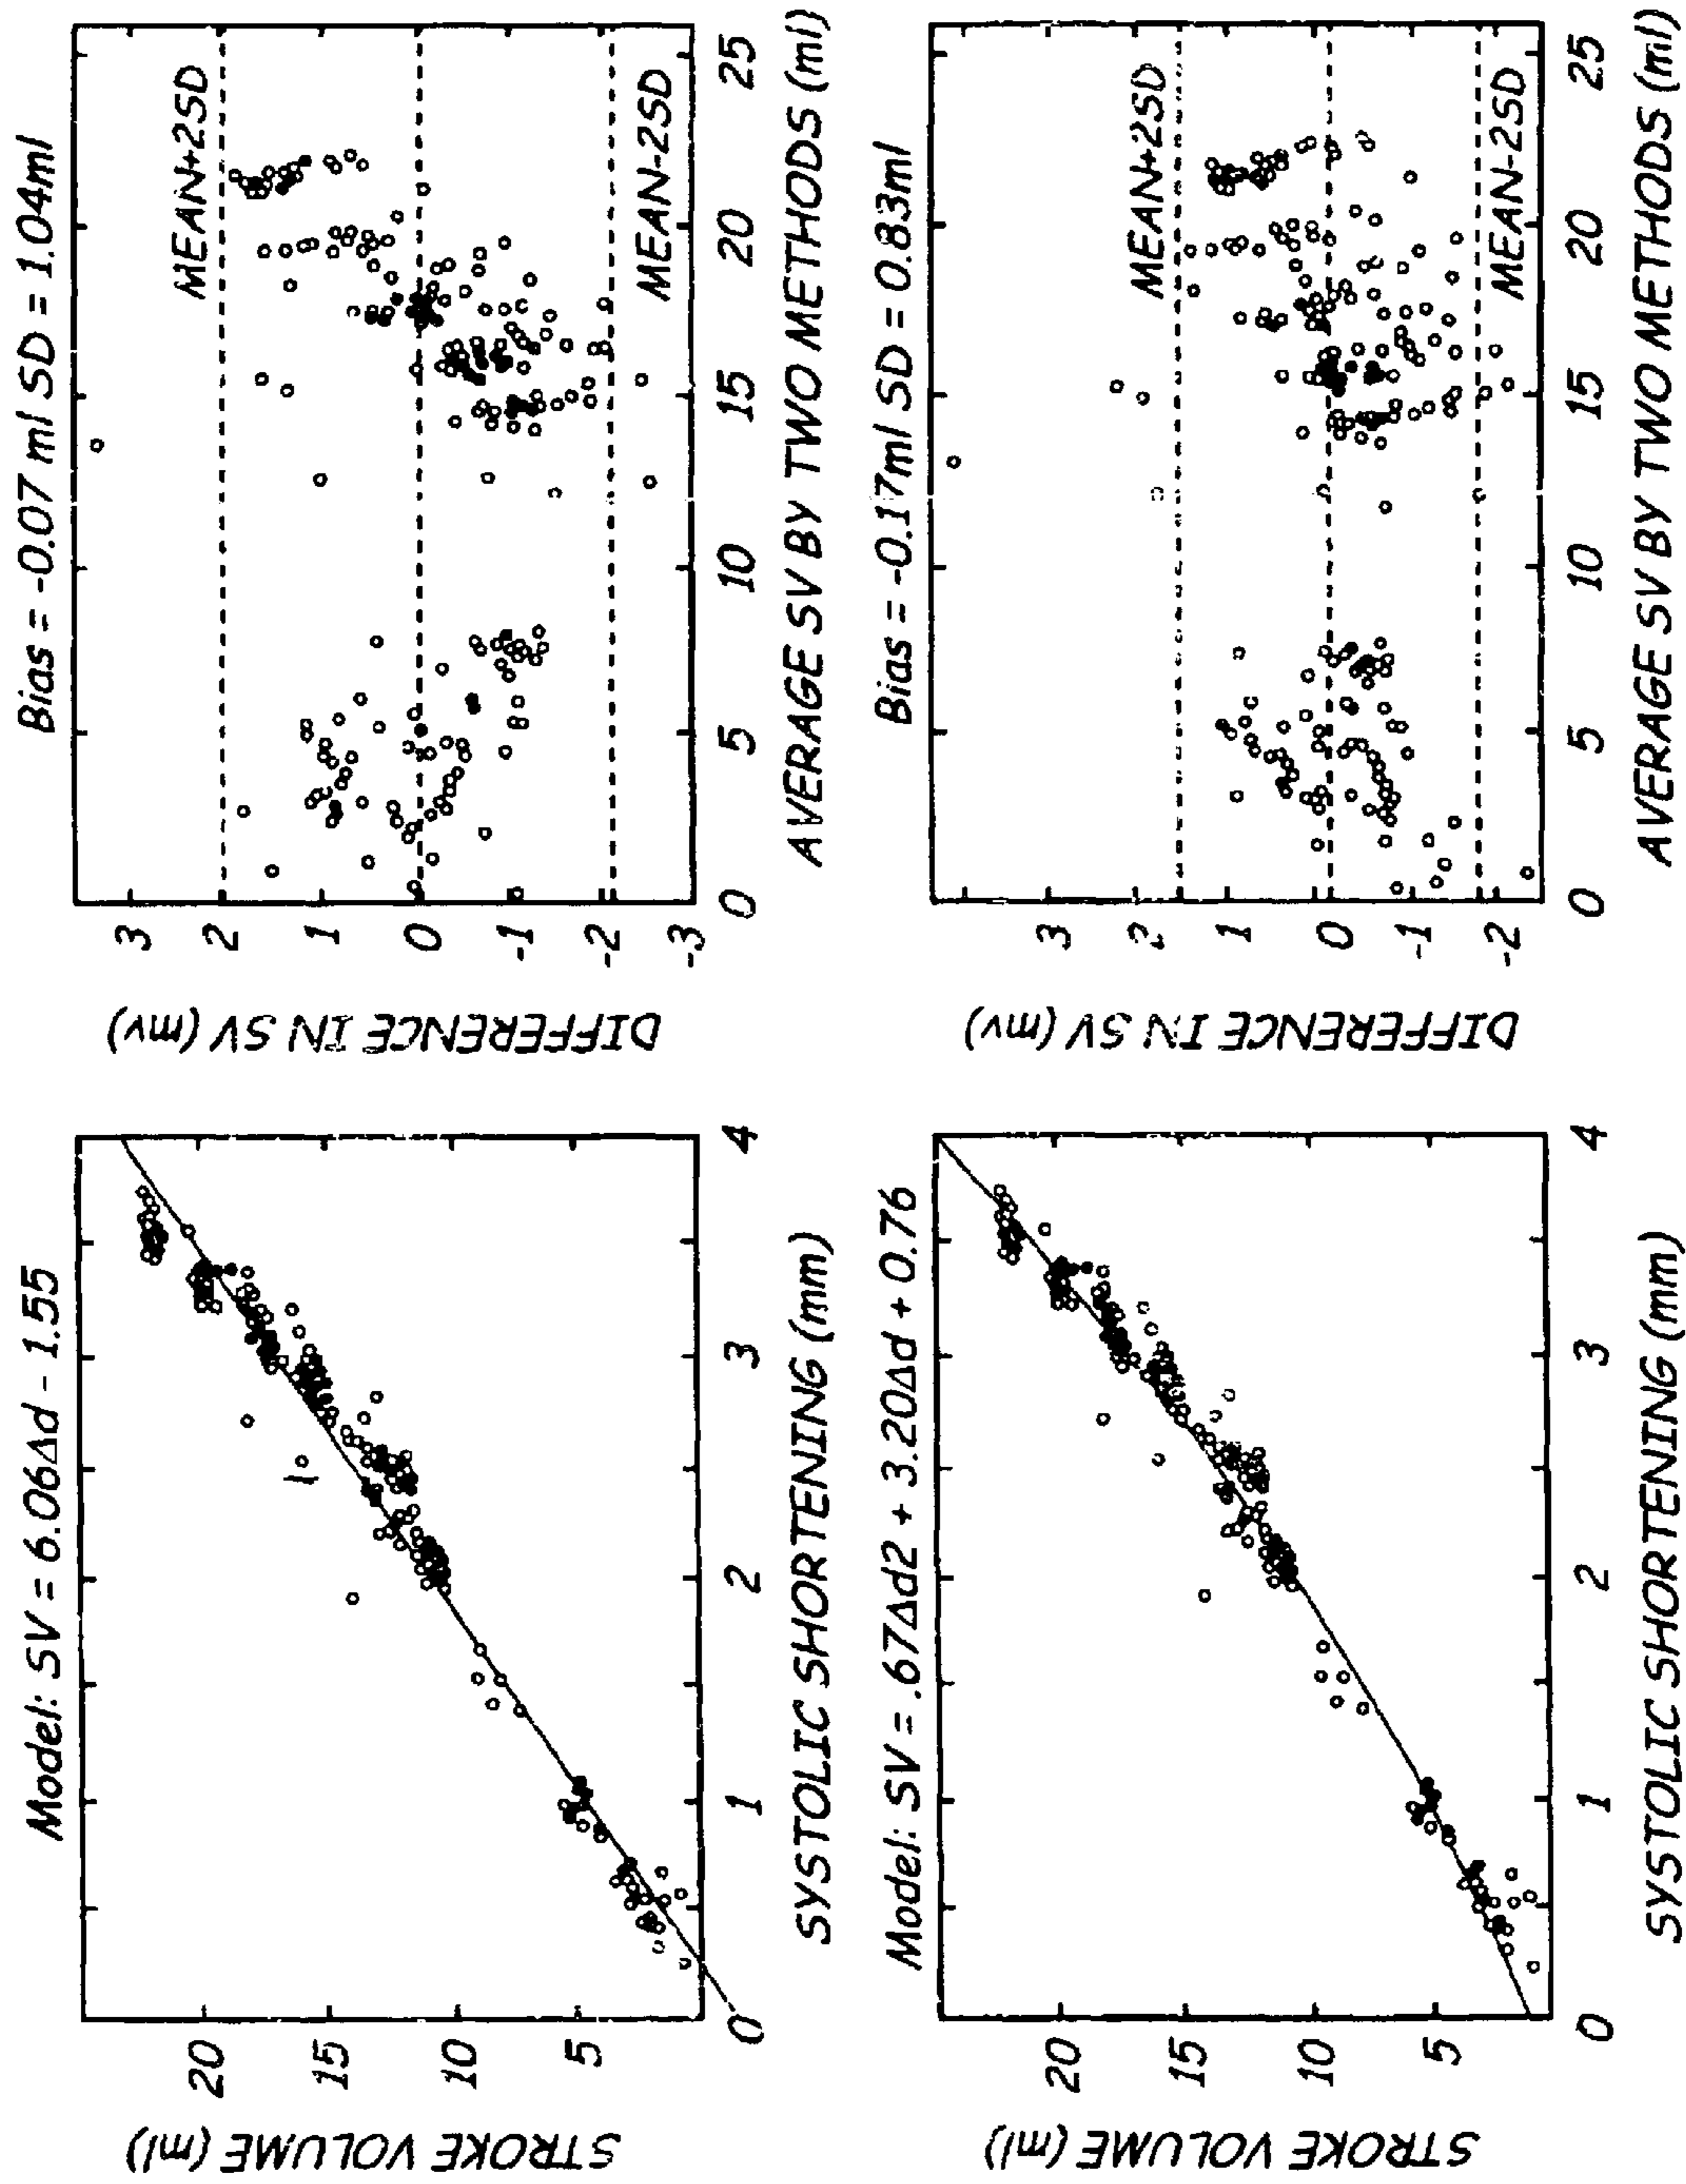 Model: SV = 6.06Δd - 1.55
STROKE VOLUME (ml)
20
15
10
5
0
1
2
3
4
SYSTOLIC SHORTENING (mm)
Bias = -0.07 ml SD = 1.04ml
DIFFERENCE IN SV (mv)
3
2
1
0
-1
-2
-3
MEAN+2SD
MEAN-2SD
0
5
10
15
20
25
AVERAGE SV BY TWO METHODS (ml)
Model: SV = .67Δd2 + 3.20Δd + 0.76
STROKE VOLUME (ml)
20
15
10
5
0
1
2
3
4
SYSTOLIC SHORTENING (mm)
Bias = -0.17ml SD = 0.83ml
DIFFERENCE IN SV (mv)
3
2
1
0
-1
-2
MEAN+2SD
MEAN-2SD
0
5
10
15
20
25
AVERAGE SV BY TWO METHODS (ml)